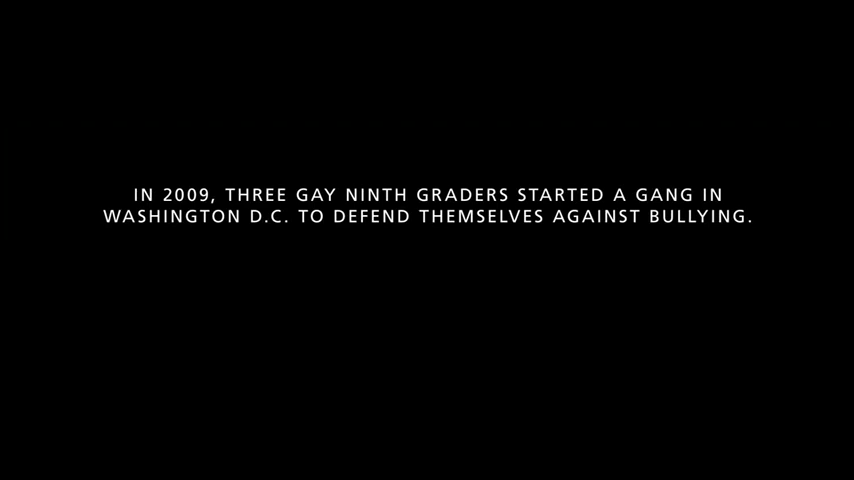 IN 2009, THREE GAY NINTH GRADERS STARTED A GANG IN
WASHINGTON D.C. TO DEFEND THEMSELVES AGAINST BULLYING.